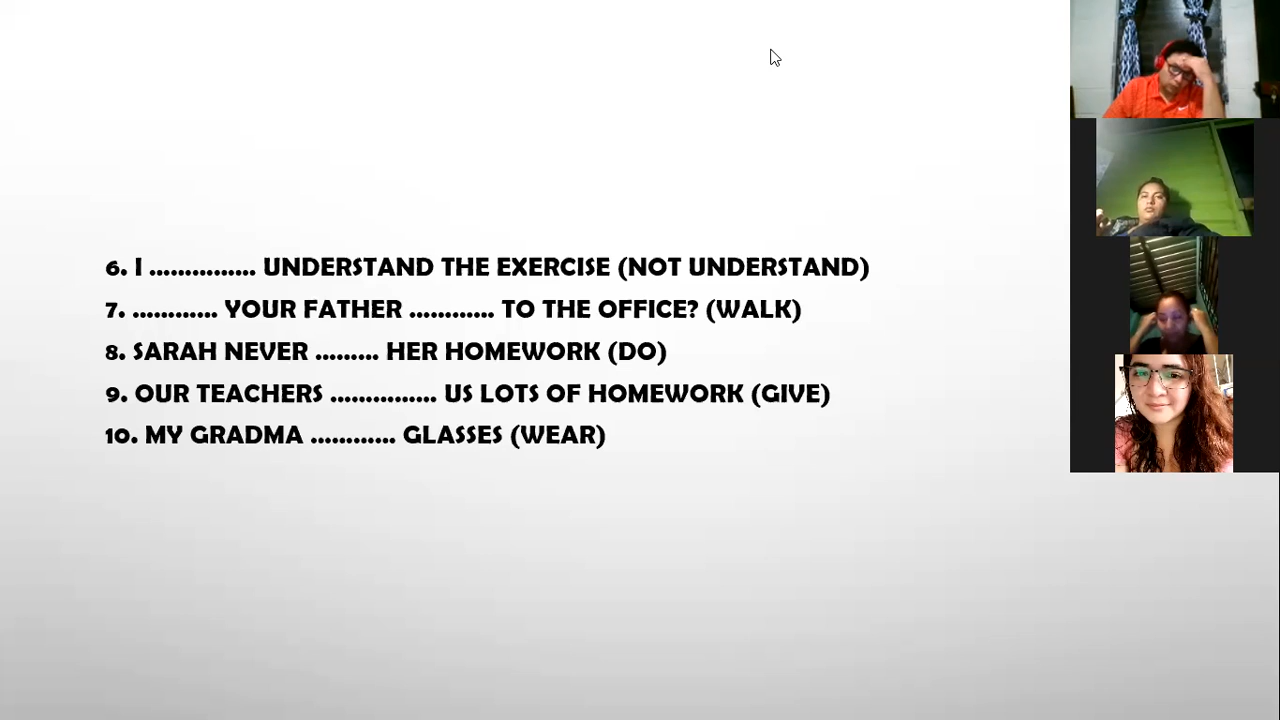 6. I ............... UNDERSTAND THE EXERCISE (NOT UNDERSTAND)
7. ............ YOUR FATHER ............ TO THE OFFICE? (WALK)
8. SARAH NEVER ......... HER HOMEWORK (DO)
9. OUR TEACHERS ............... US LOTS OF HOMEWORK (GIVE)
10. MY GRADMA ............ GLASSES (WEAR)